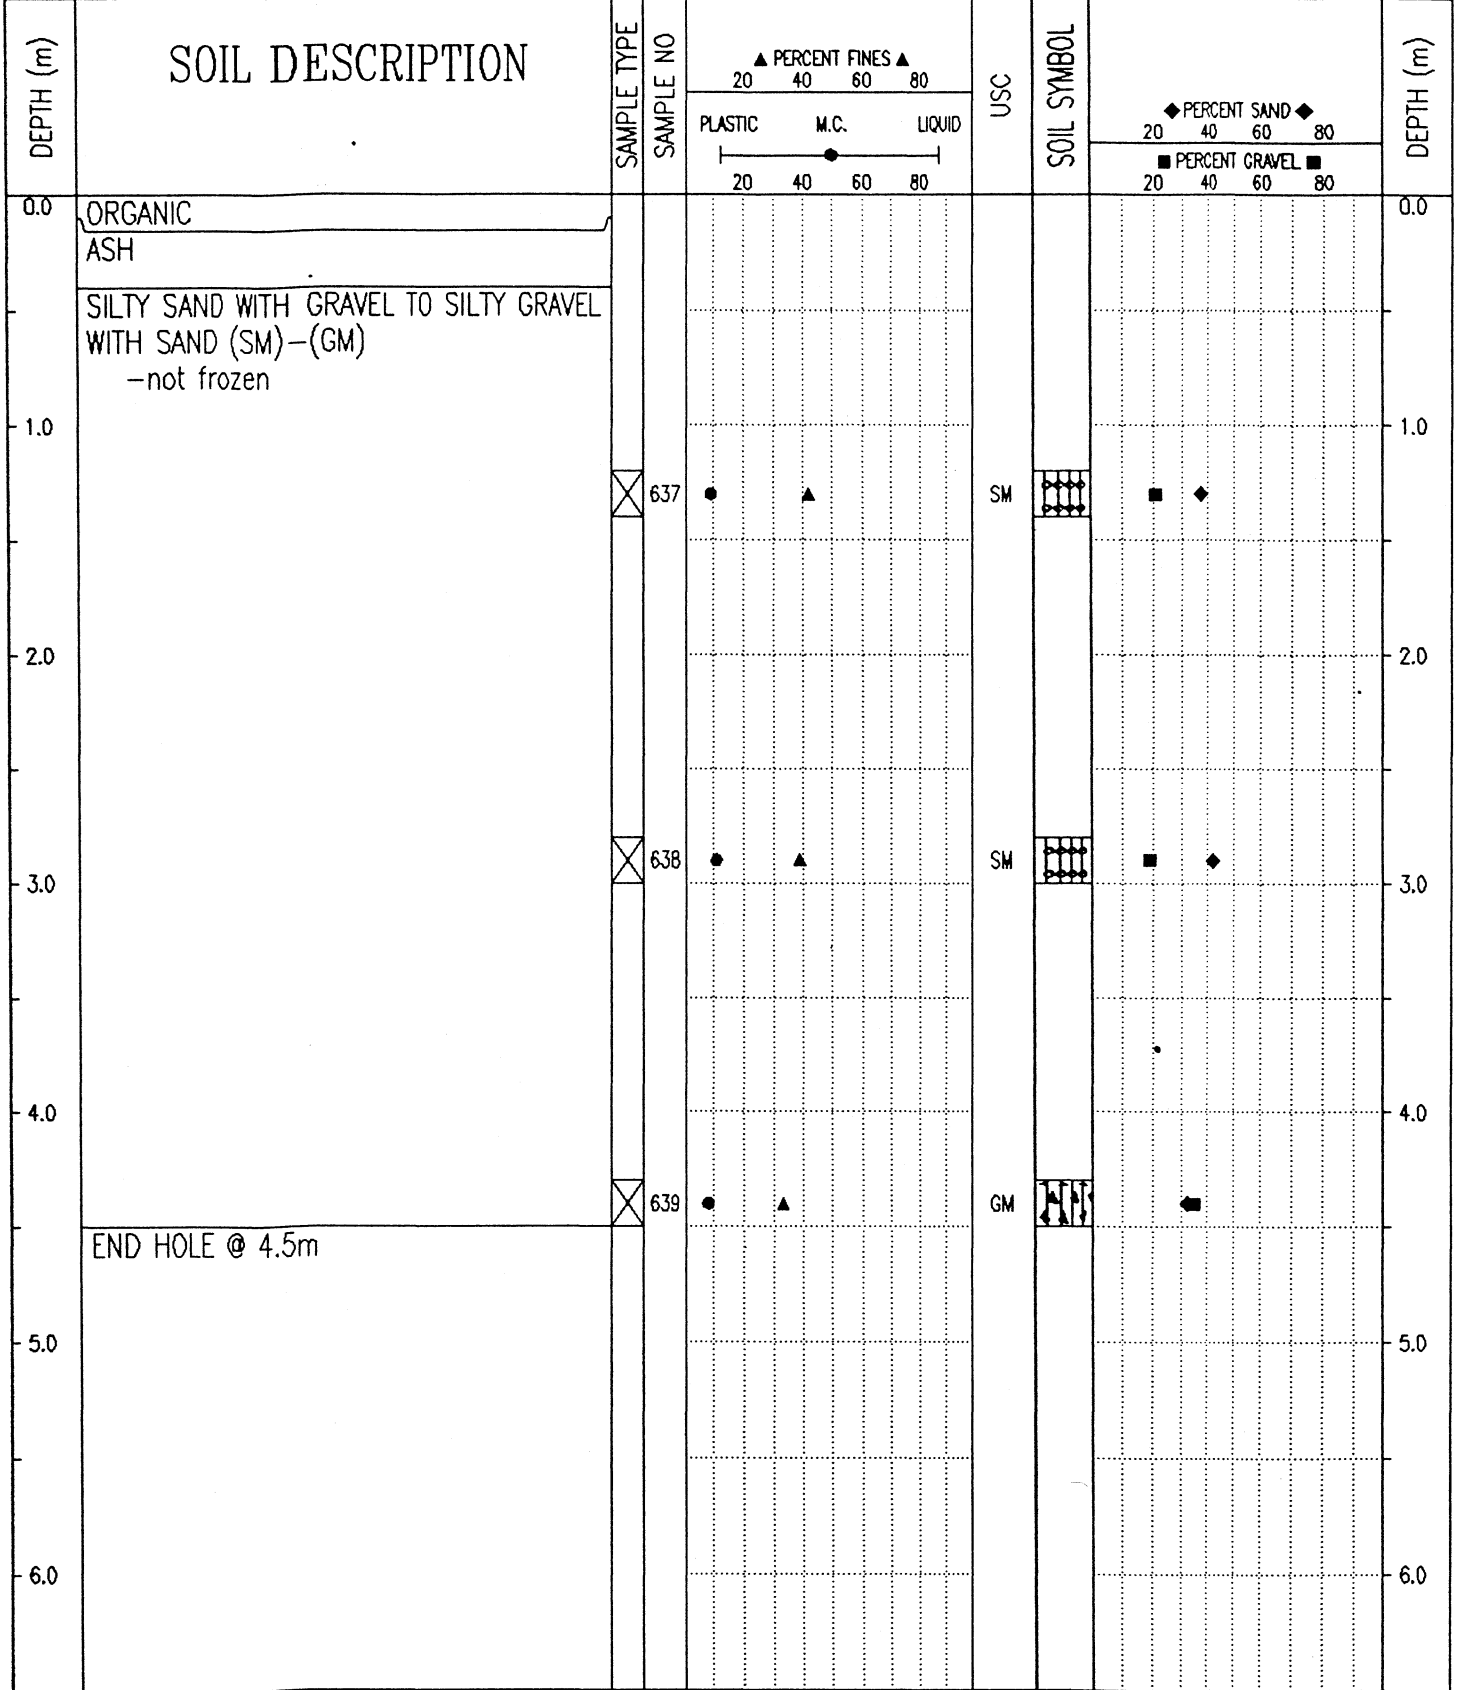 DEPTH (m)
SOIL DESCRIPTION
SAMPLE TYPE
SAMPLE NO
▲ PERCENT FINES ▲
20 40 60 80
PLASTIC M.C. LIQUID
20 40 60 80
USC
SOIL SYMBOL
◆ PERCENT SAND ◆
20 40 60 80
■ PERCENT GRAVEL ■
20 40 60 80
DEPTH (m)
0.0 ORGANIC 0.0
ASH
SILTY SAND WITH GRAVEL TO SILTY GRAVEL
WITH SAND (SM)-(GM)
-not frozen
1.0 1.0
637 SM
2.0 2.0
638 SM
3.0 3.0
4.0 4.0
639 GM
END HOLE @ 4.5m
5.0 5.0
6.0 6.0